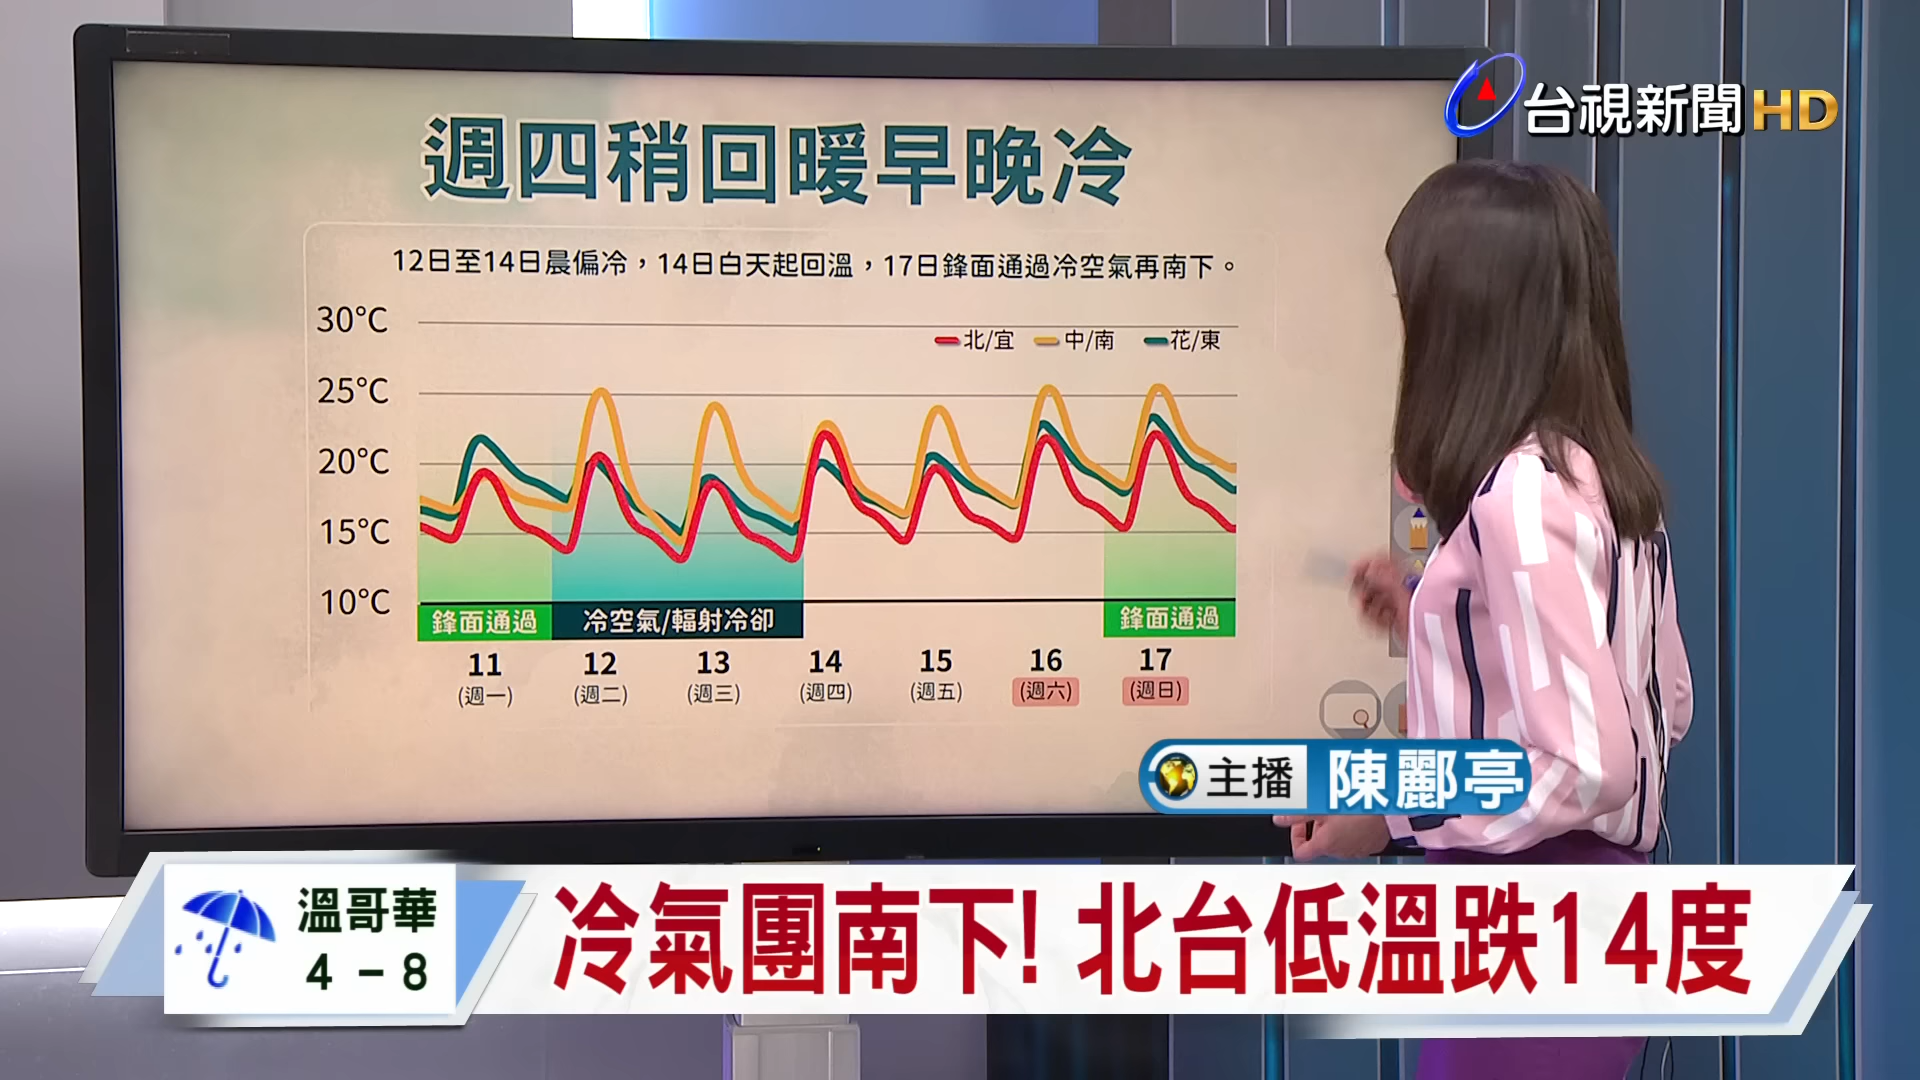 台視新聞HD
週四稍回暖早晚冷
12日至14日晨偏冷，14日白天起回溫，17日鋒面通過冷空氣再南下。
30°C
北/宜 中/南 花/東
25°C
20°C
15°C
10°C
鋒面通過 冷空氣/輻射冷卻 鋒面通過
11 12 13 14 15 16 17
(週一) (週二) (週三) (週四) (週五) (週六) (週日)
主播 陳酈亭
溫哥華
4 - 8
冷氣團南下! 北台低溫跌14度